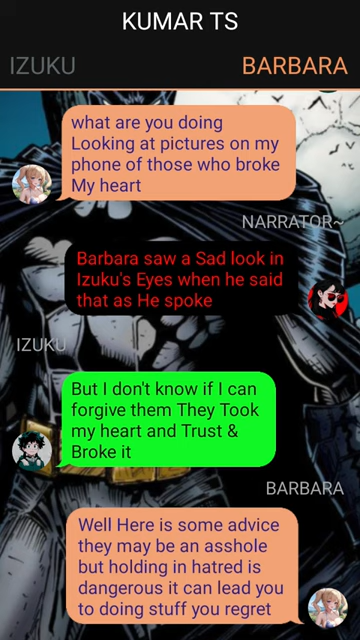 KUMAR TS
IZUKU
BARBARA
what are you doing
Looking at pictures on my
phone of those who broke
My heart
NARRATOR~
Barbara saw a Sad look in
Izuku's Eyes when he said
that as He spoke
IZUKU
But I don't know if I can
forgive them They Took
my heart and Trust &
Broke it
BARBARA
Well Here is some advice
they may be an asshole
but holding in hatred is
dangerous it can lead you
to doing stuff you regret